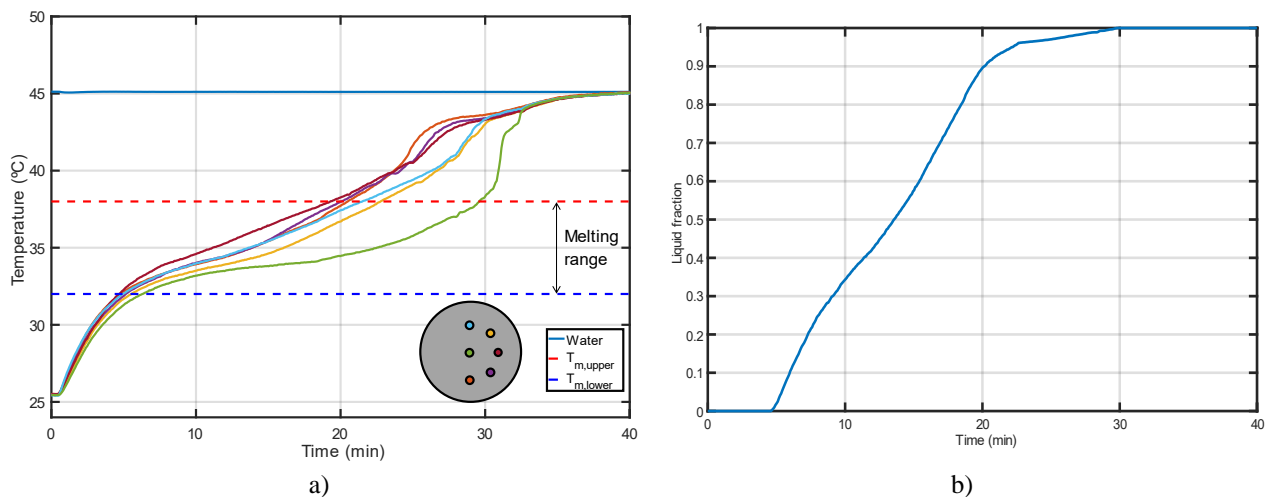 50
45
40
35
30
25
Temperature (ºC)
0
10
20
30
40
Time (min)
Melting
range
Water
T_m,upper
T_m,lower
a)
1
0.9
0.8
0.7
0.6
0.5
0.4
0.3
0.2
0.1
0
Liquid fraction
0
10
20
30
40
Time (min)
b)